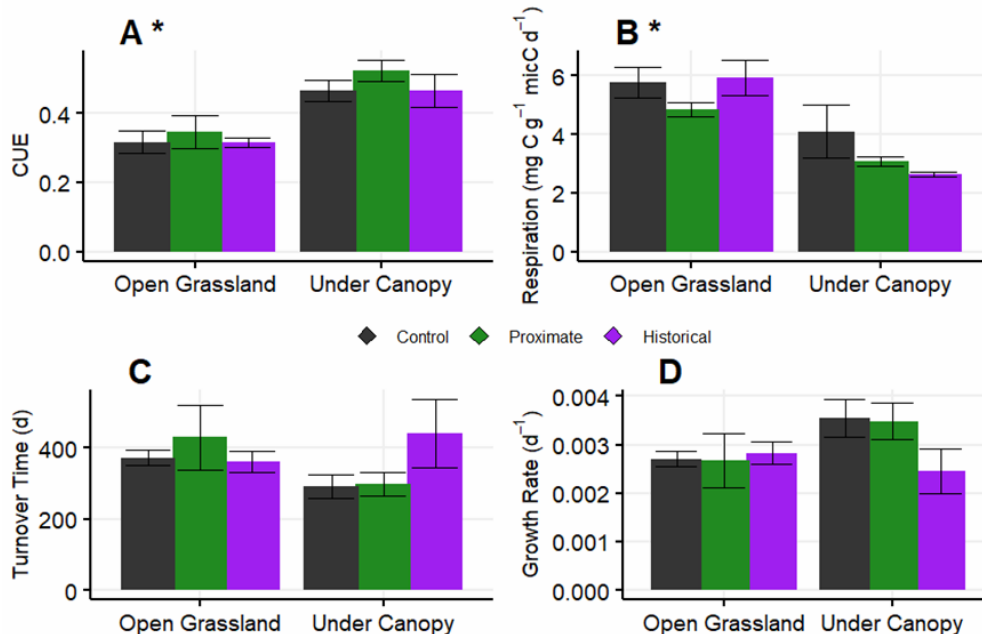 A *
CUE
0.4
0.2
0.0
Open Grassland Under Canopy
B *
Respiration (mg C g⁻¹ micC d⁻¹)
6
4
2
0
Open Grassland Under Canopy
Control Proximate Historical
C
Turnover Time (d)
400
200
0
Open Grassland Under Canopy
D
Growth Rate (d⁻¹)
0.004
0.003
0.002
0.001
0.000
Open Grassland Under Canopy